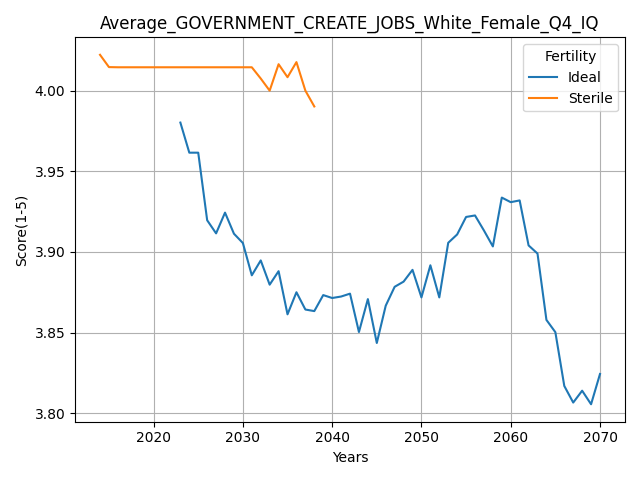 Average_GOVERNMENT_CREATE_JOBS_White_Female_Q4_IQ
Fertility
Ideal
Sterile
Score(1-5)
4.00
3.95
3.90
3.85
3.80
2020 2030 2040 2050 2060 2070
Years